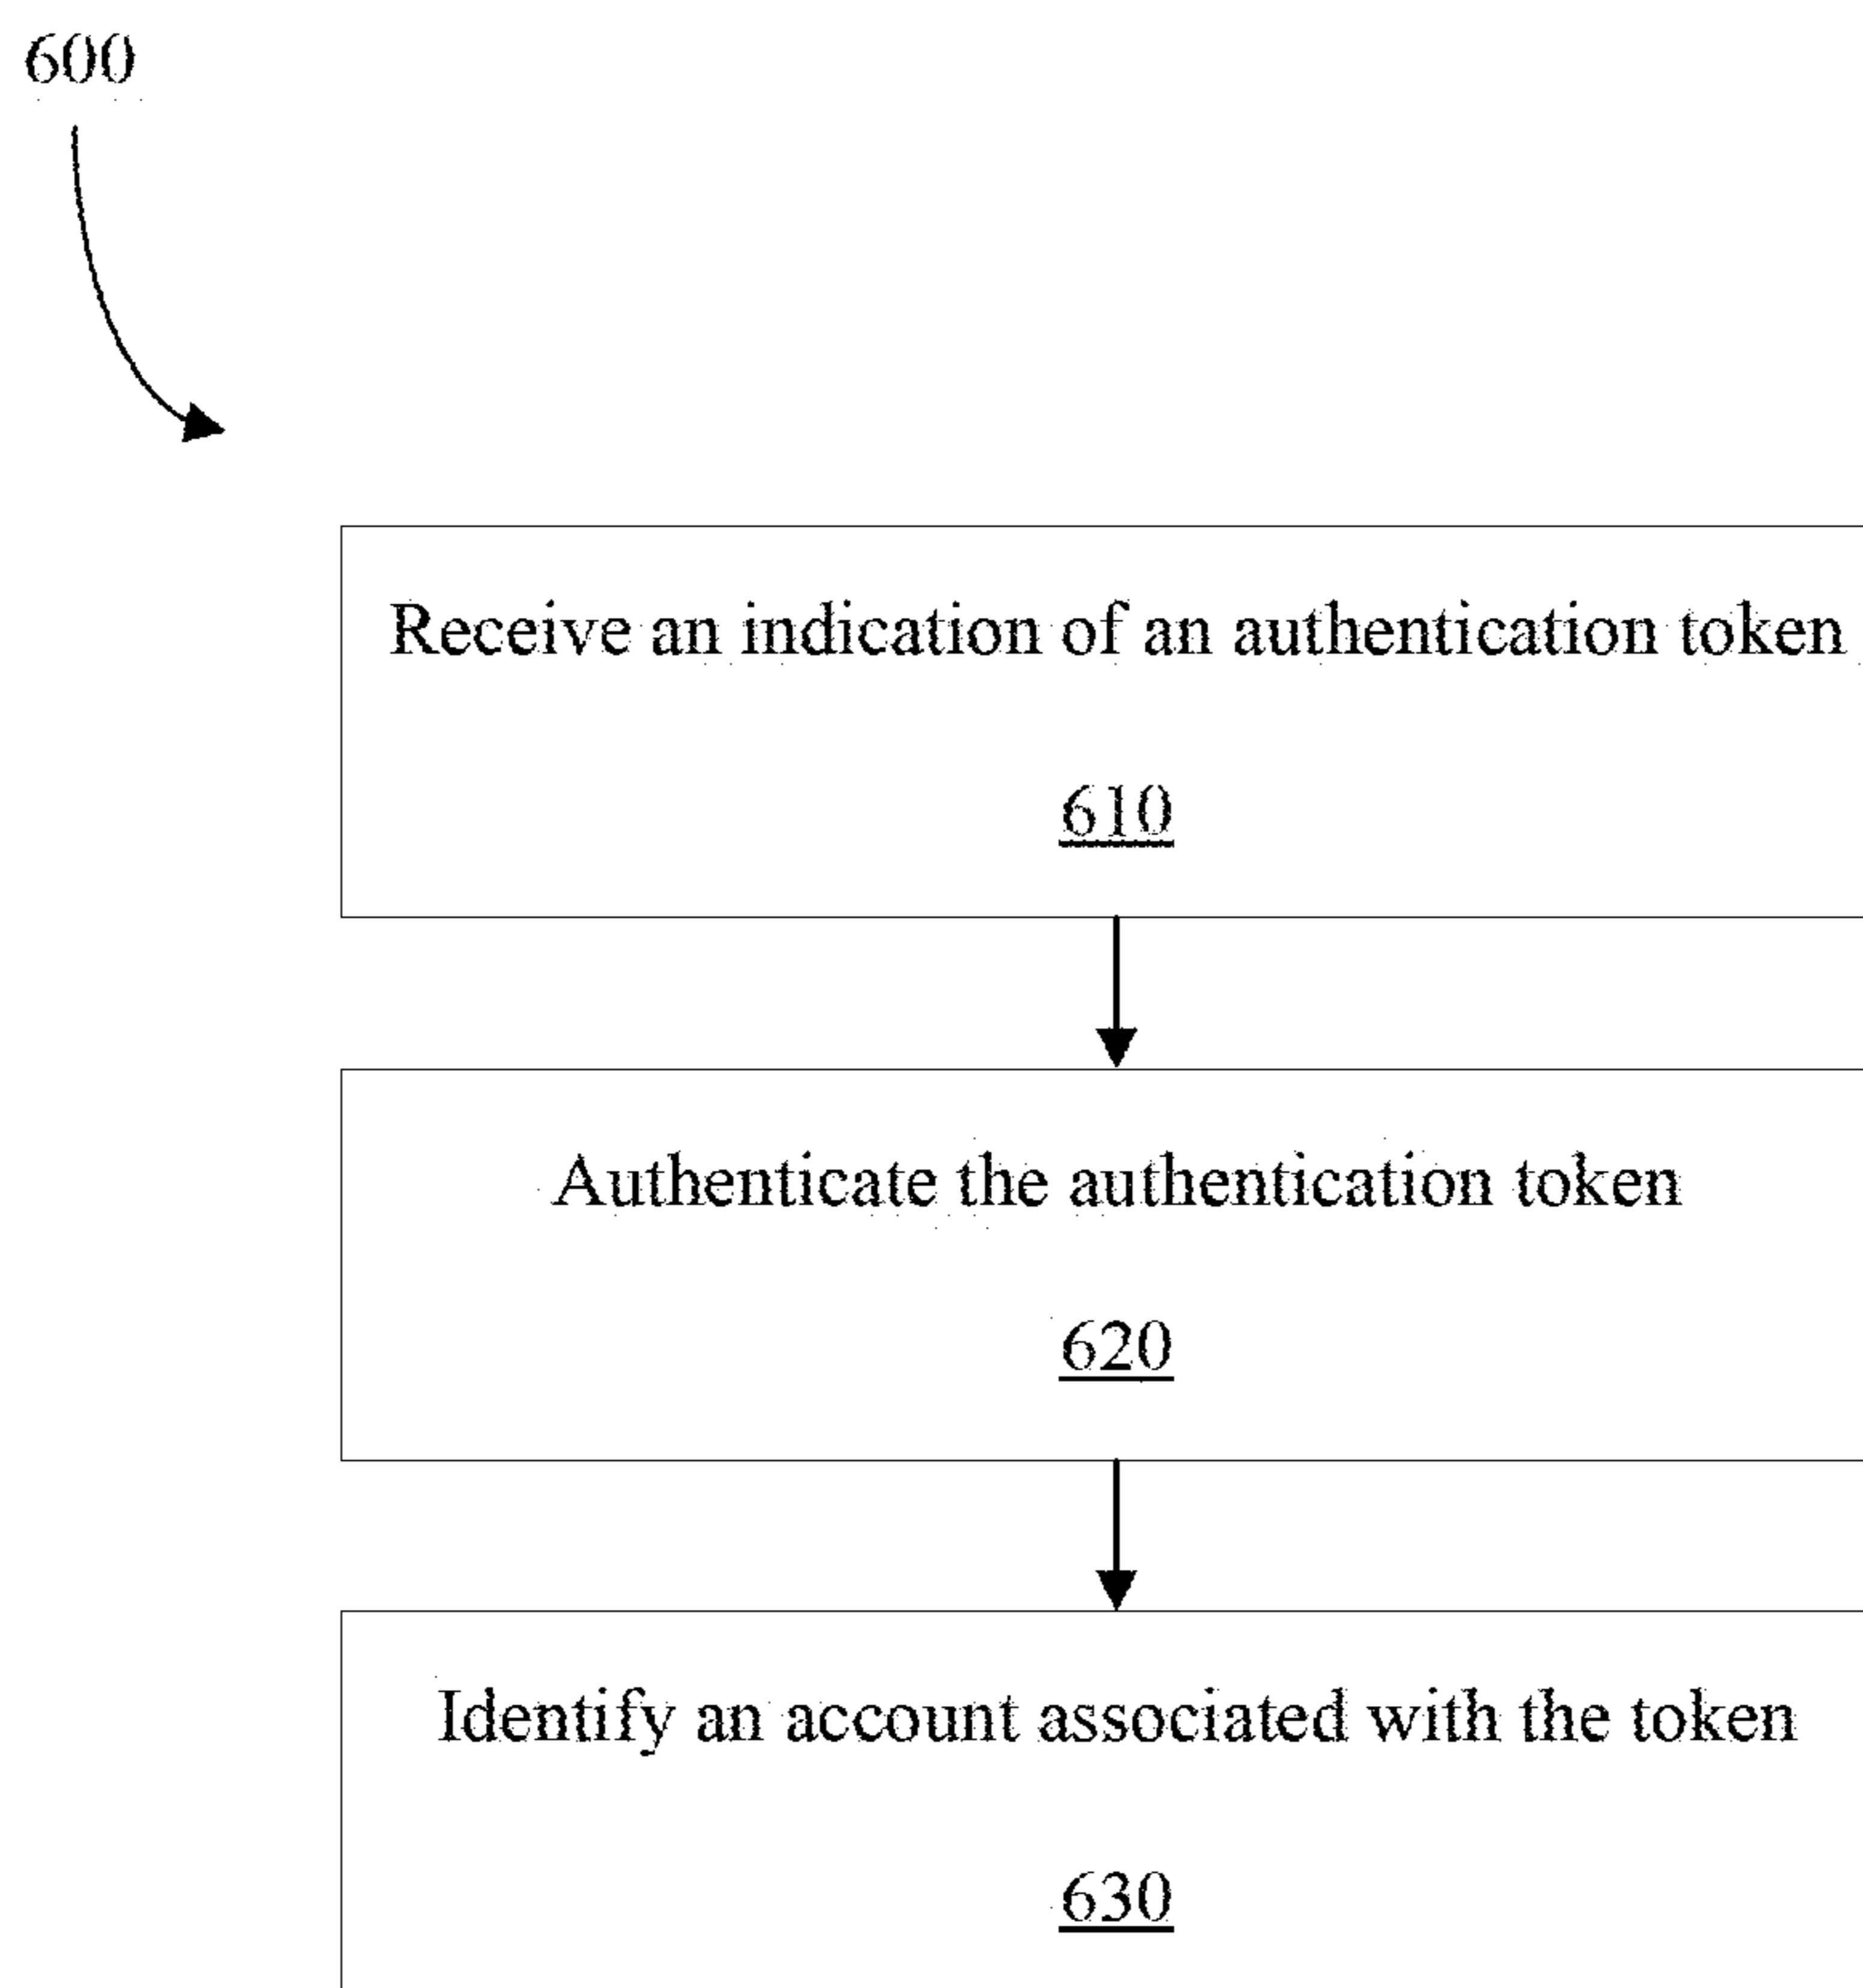 600
Receive an indication of an authentication token
610
Authenticate the authentication token
620
Identify an account associated with the token
630